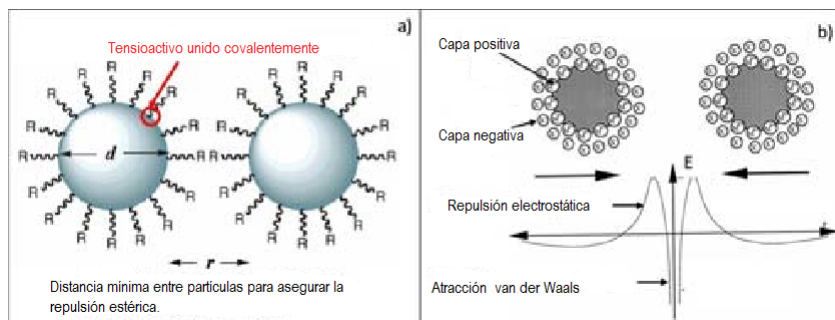 a)
Tensioactivo unido covalentemente
R R R R R R R R R R R R R R R R
d
R R R R R R R R R R R R R R R R
r
Distancia mínima entre partículas para asegurar la
repulsión estérica.
b)
Capa positiva
Capa negativa
E
Repulsión electrostática
Atracción van der Waals